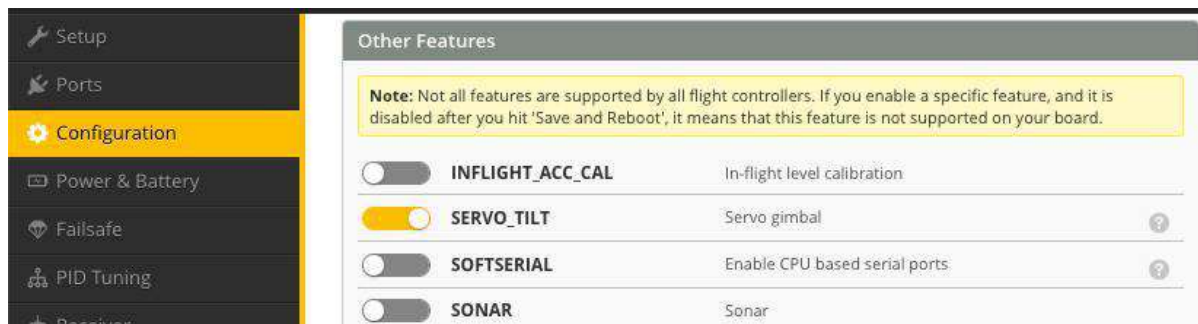 Setup
Ports
Configuration
Power & Battery
Failsafe
PID Tuning
Receiver
Other Features
Note: Not all features are supported by all flight controllers. If you enable a specific feature, and it is
disabled after you hit 'Save and Reboot', it means that this feature is not supported on your board.
INFLIGHT_ACC_CAL In-flight level calibration
SERVO_TILT Servo gimbal ?
SOFTSERIAL Enable CPU based serial ports ?
SONAR Sonar